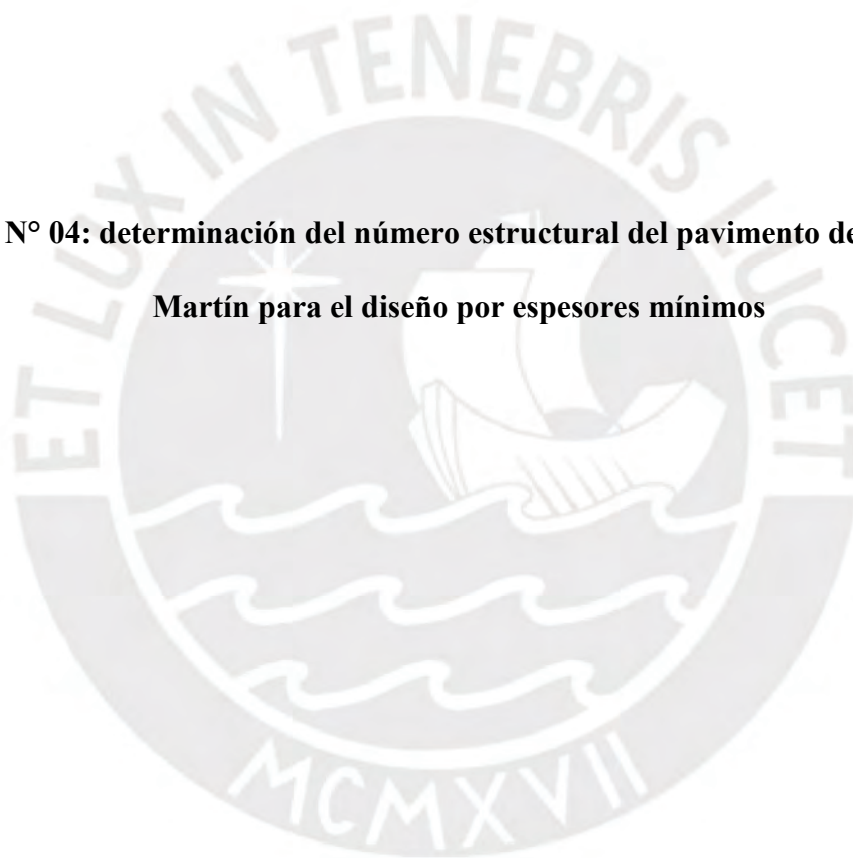 ET LUX IN TENEBRIS LUCET
N° 04: determinación del número estructural del pavimento
Martín para el diseño por espesores mínimos
MCMXVII